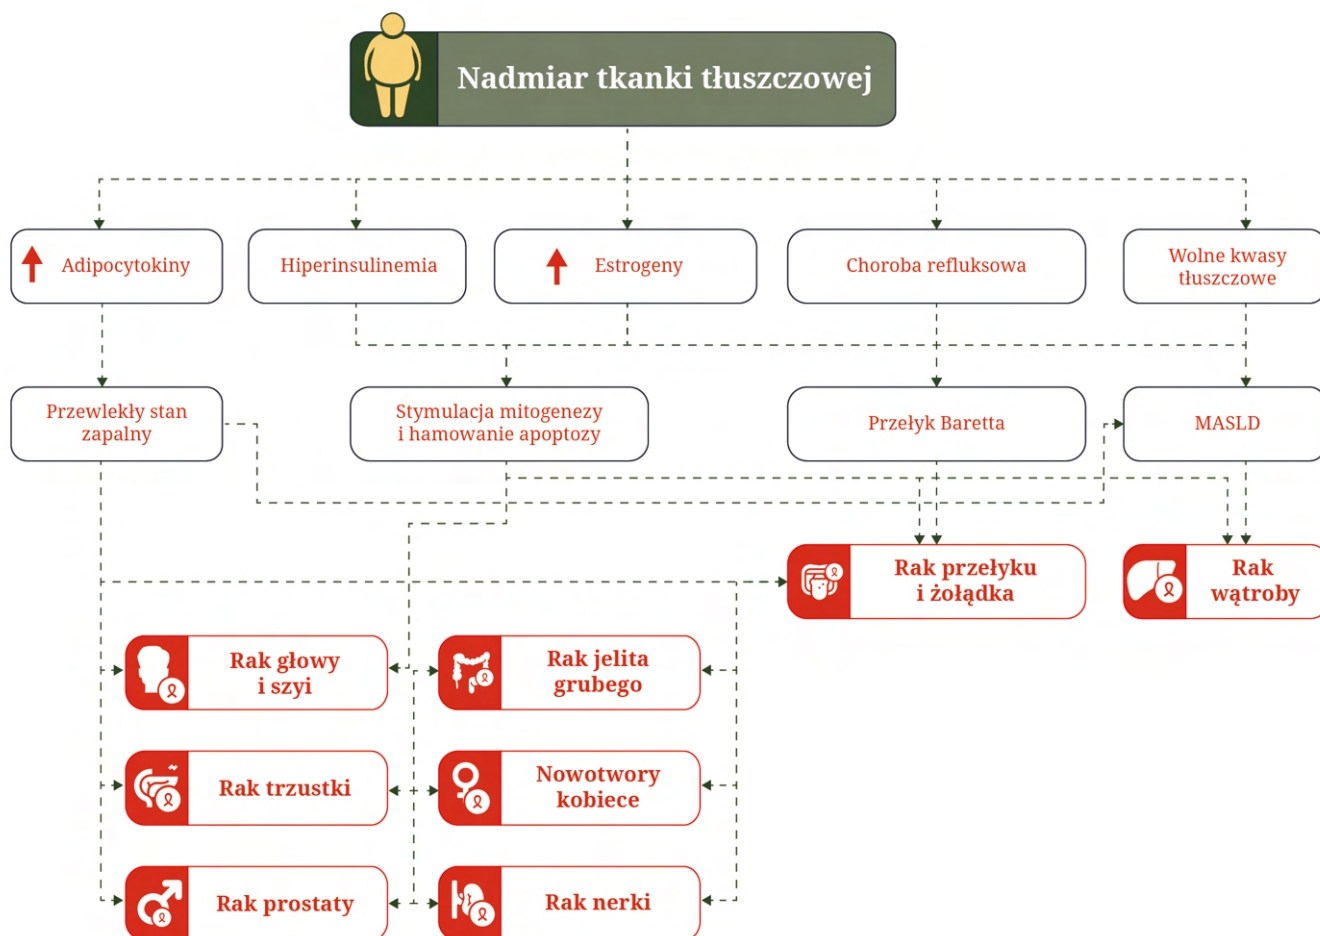 Nadmiar tkanki tłuszczowej
Adipocytokiny
Hiperinsulinemia
Estrogeny
Choroba refluksowa
Wolne kwasy
tłuszczowe
Przewlekły stan
zapalny
Stymulacja mitogenezy
i hamowanie apoptozy
Przełyk Baretta
MASLD
Rak przełyku
i żołądka
Rak
wątroby
Rak głowy
i szyi
Rak jelita
grubego
Rak trzustki
Nowotwory
kobiece
Rak prostaty
Rak nerki